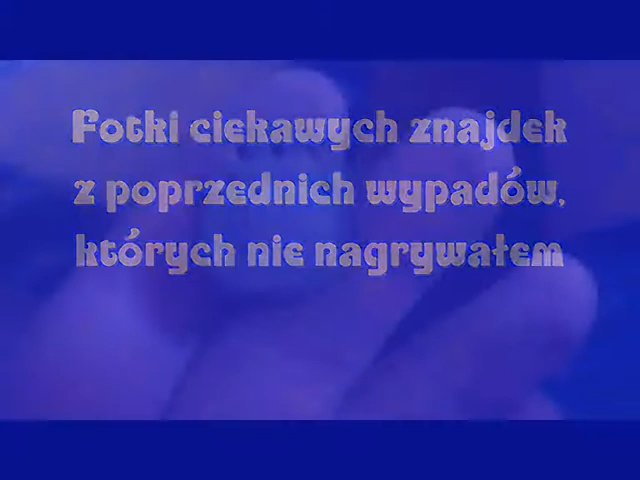 Fotki ciekawych znajdek
z poprzednich wypadów,
których nie nagrywałem